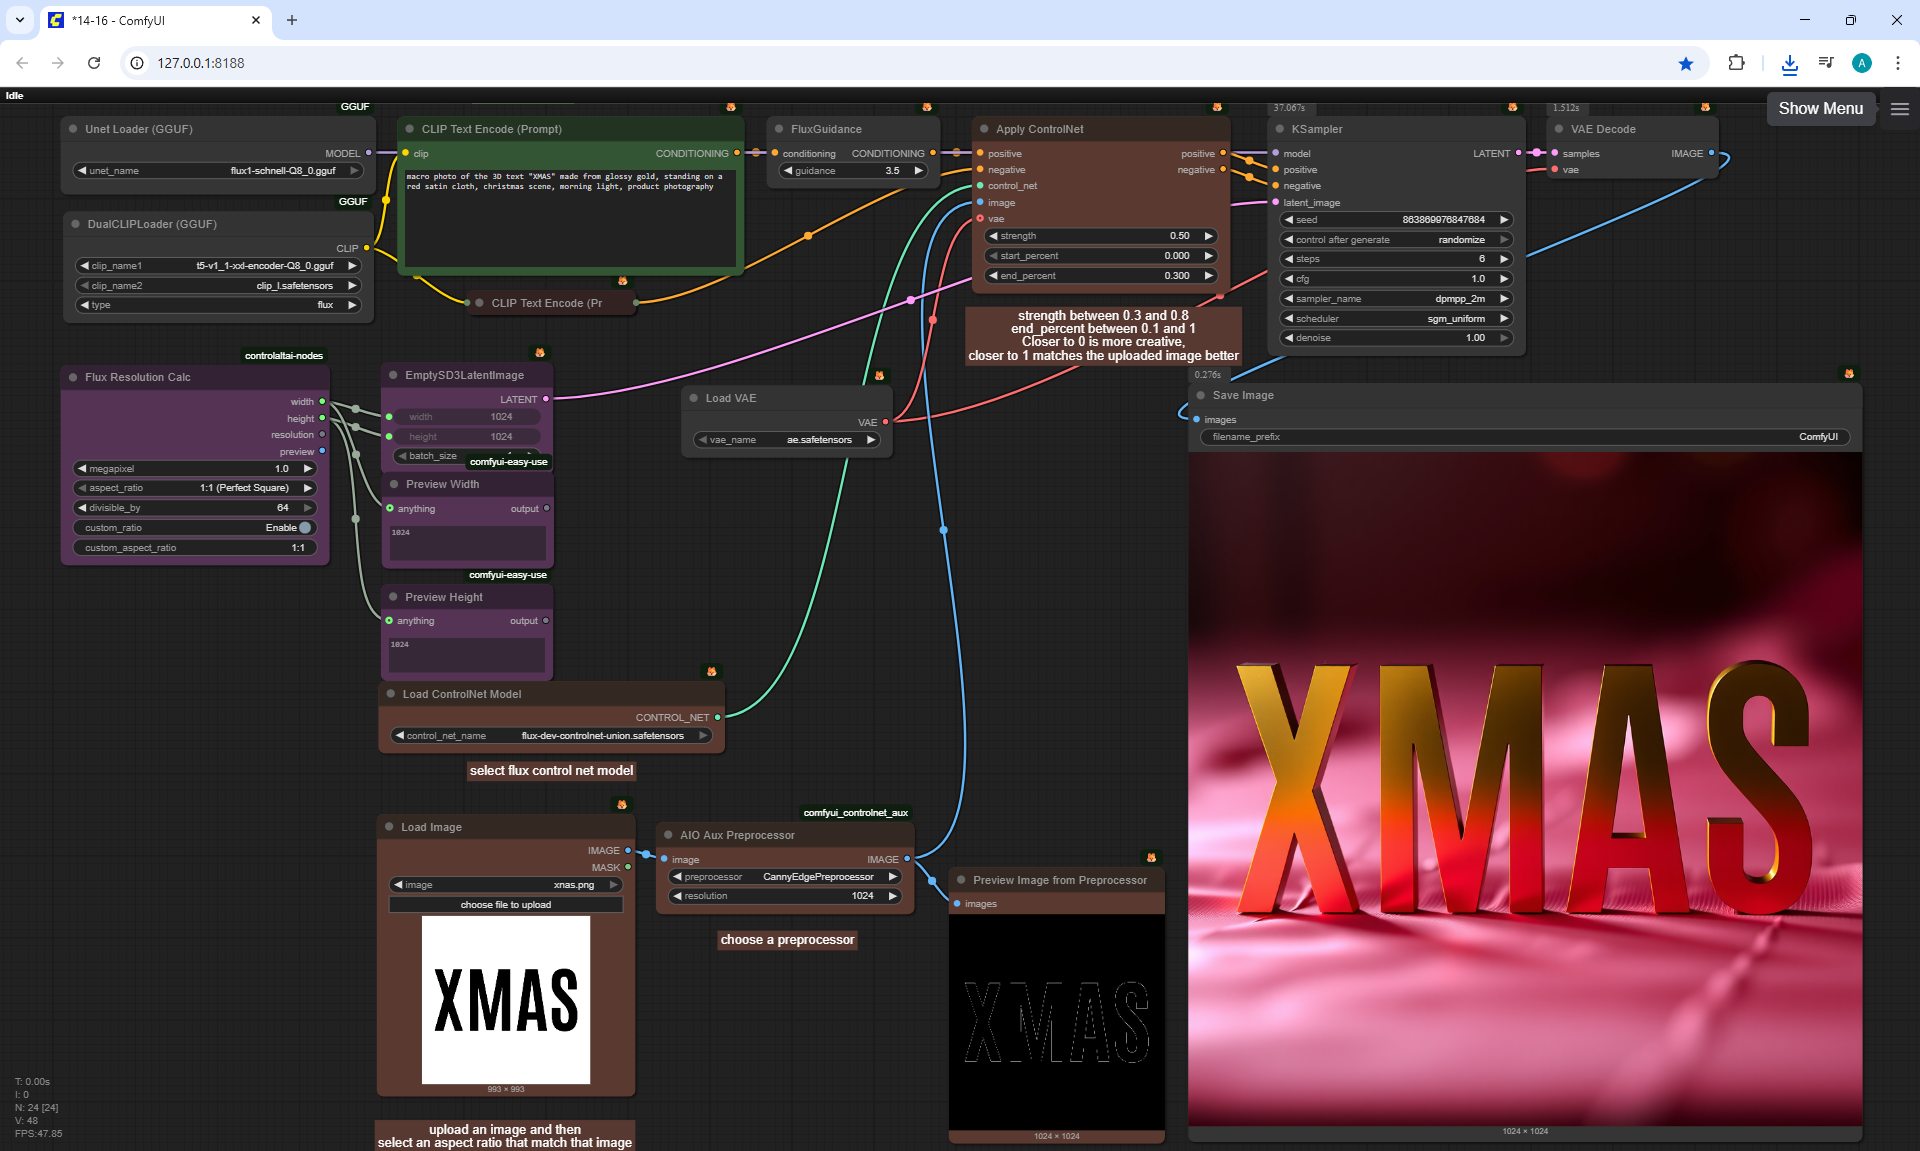 *14-16 - ComfyUI
127.0.0.1:8188
A
Idle
Show Menu
GGUF
Unet Loader (GGUF)
MODEL
unet_name flux1-schnell-Q8_0.gguf
GGUF
DualCLIPLoader (GGUF)
CLIP
clip_name1 t5-v1_1-xxl-encoder-Q8_0.gguf
clip_name2 clip_l.safetensors
type flux
CLIP Text Encode (Prompt)
clip CONDITIONING
macro photo of the 3D text "XMAS" made from glossy gold, standing on a
red satin cloth, christmas scene, morning light, product photography
CLIP Text Encode (Pr
FluxGuidance
conditioning CONDITIONING
guidance 3.5
Apply ControlNet
positive positive
negative negative
control_net
image
vae
strength 0.50
start_percent 0.000
end_percent 0.300
strength between 0.3 and 0.8
end_percent between 0.1 and 1
Closer to 0 is more creative,
closer to 1 matches the uploaded image better
37.067s
KSampler
model LATENT
positive
negative
latent_image
seed 863869976847684
control after generate randomize
steps 6
cfg 1.0
sampler_name dpmpp_2m
scheduler sgm_uniform
denoise 1.00
1.512s
VAE Decode
samples IMAGE
vae
controlaltai-nodes
Flux Resolution Calc
width
height
resolution
preview
megapixel 1.0
aspect_ratio 1:1 (Perfect Square)
divisible_by 64
custom_ratio Enable
custom_aspect_ratio 1:1
EmptySD3LatentImage
LATENT
width 1024
height 1024
batch_size
comfyui-easy-use
Preview Width
anything output
1024
comfyui-easy-use
Preview Height
anything output
1024
Load VAE
VAE
vae_name ae.safetensors
0.276s
Save Image
images
filename_prefix ComfyUI
XMAS
1024 × 1024
Load ControlNet Model
CONTROL_NET
control_net_name flux-dev-controlnet-union.safetensors
select flux control net model
Load Image
IMAGE
MASK
image xnas.png
choose file to upload
XMAS
993 × 993
upload an image and then
select an aspect ratio that match that image
comfyui_controlnet_aux
AIO Aux Preprocessor
image IMAGE
preprocessor CannyEdgePreprocessor
resolution 1024
choose a preprocessor
Preview Image from Preprocessor
images
XMAS
1024 × 1024
T: 0.00s
I: 0
N: 24 [24]
V: 48
FPS:47.85